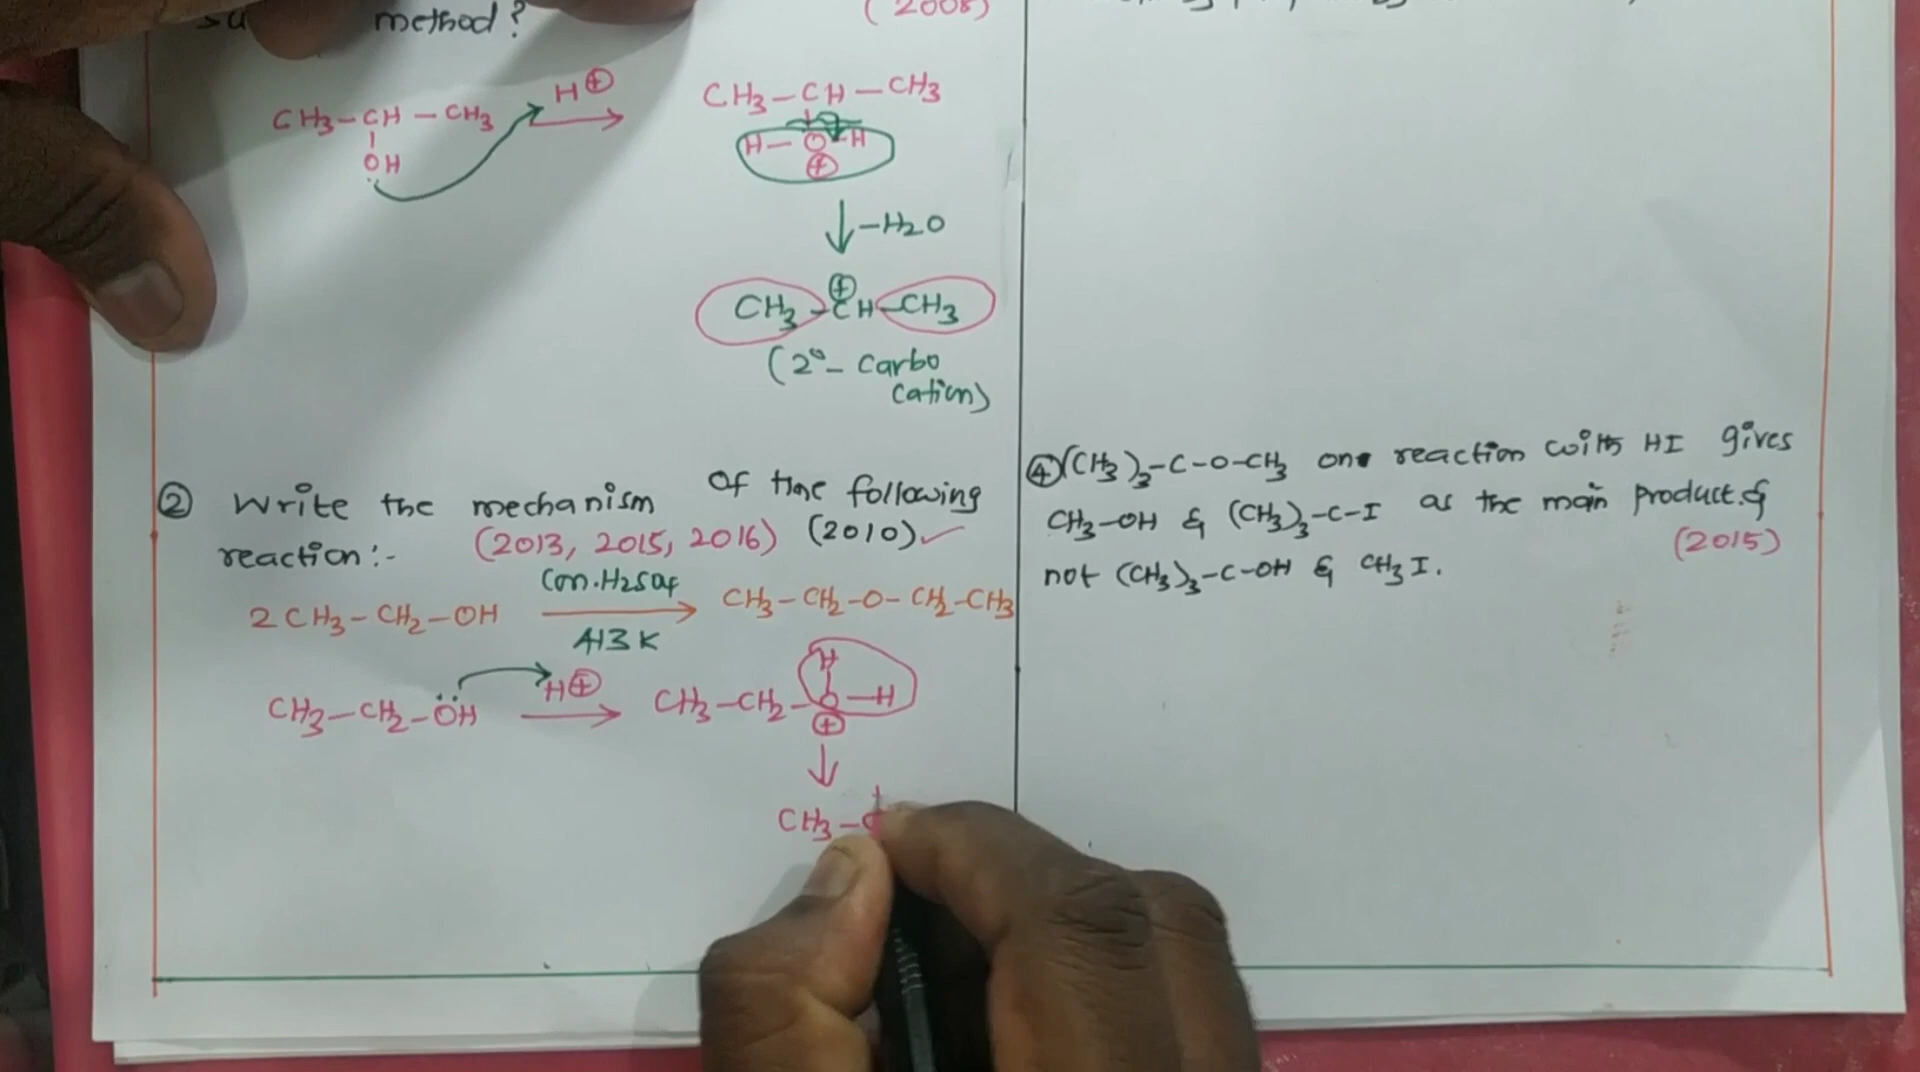 method?
(2008)
CH3-CH-CH3
OH
H⊕
CH3-CH-CH3
H-O-H
⊕
-H2O
⊕
CH3-CH-CH3
(2°- Carbo
Cation)
② Write the mechanism of the following
reaction:- (2013, 2015, 2016) (2010)✓
Con.H2SO4
2CH3-CH2-OH CH3-CH2-O-CH2-CH3
413K
CH3-CH2-OH
H⊕
H
CH3-CH2-O-H
⊕
CH3-C
④(CH3)3-C-O-CH3 on reaction with HI gives
CH3-OH & (CH3)3-C-I as the main product &
(2015)
not (CH3)3-C-OH & CH3I.